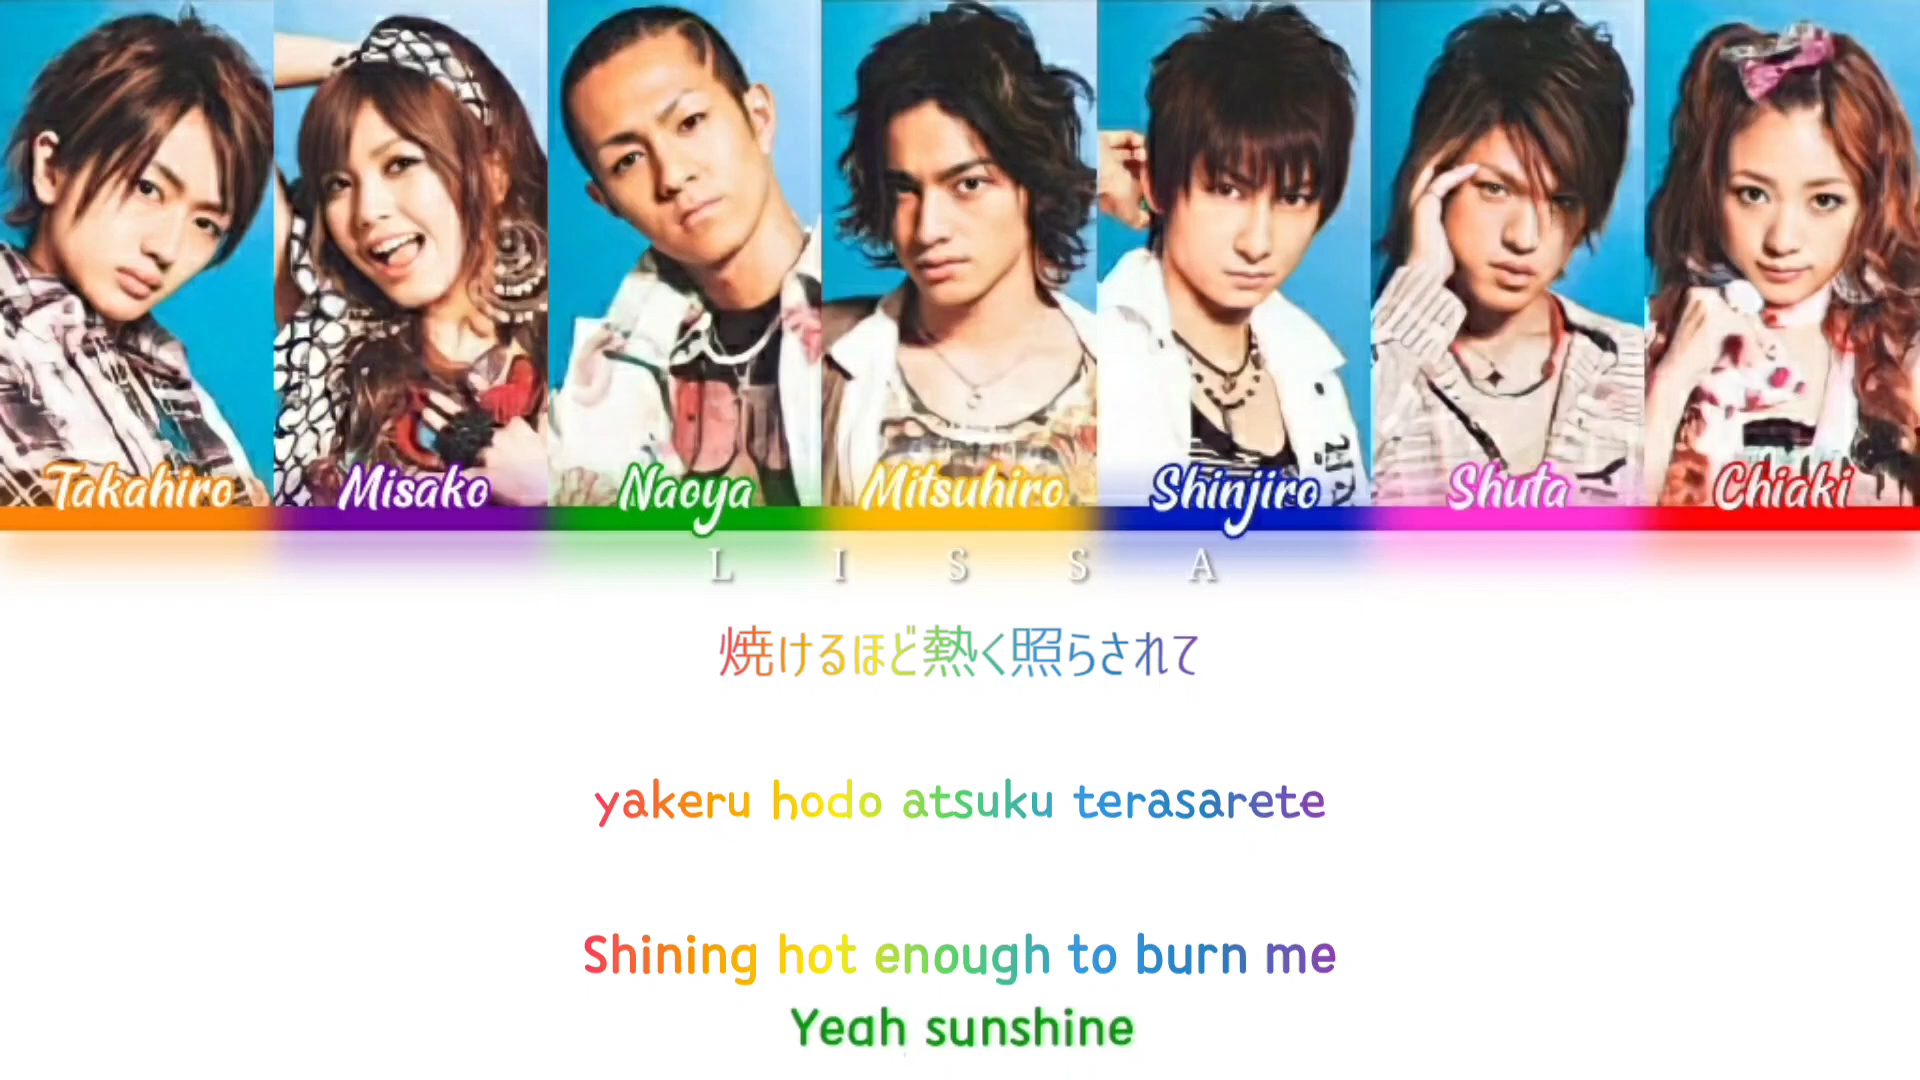 Takahiro Misako Naoya Mitsuhiro Shinjiro Shuta Chiaki
LISSA
焼けるほど熱く照らされて
yakeru hodo atsuku terasarete
Shining hot enough to burn me
Yeah sunshine